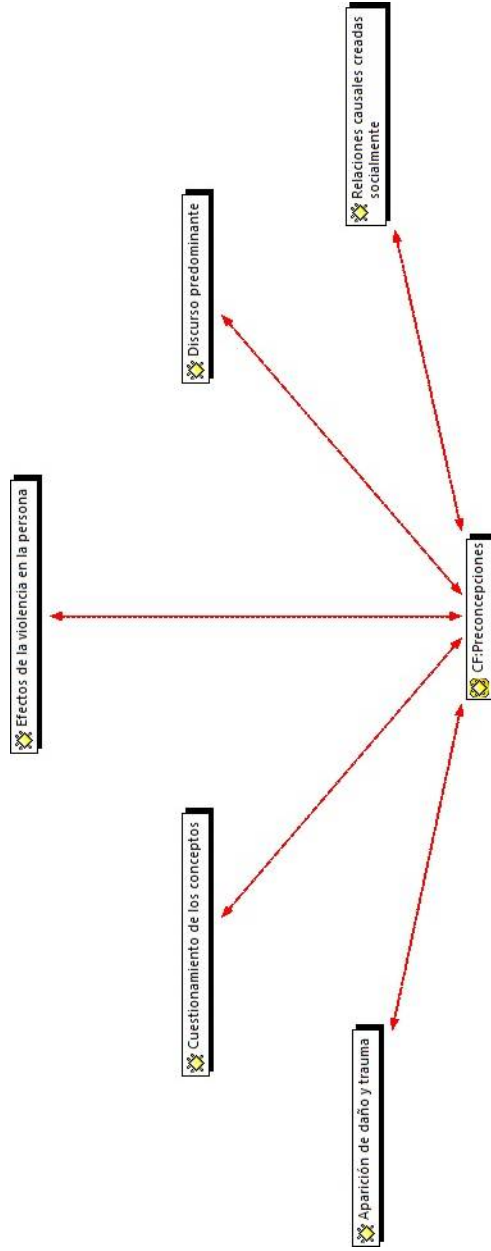 Efectos de la violencia en la persona
Cuestionamiento de los conceptos
Discurso predominante
Aparición de daño y trauma
Relaciones causales creadas
socialmente
CF:Preconcepciones